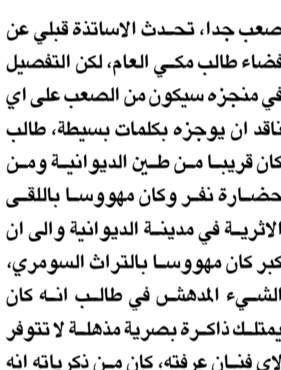 صعب جدا، تحدث الاساتذة قبلي عن
فضاء طالب مكي العام، لكن التفصيل
في منجزه سيكون من الصعب على اي
ناقد ان يوجزه بكلمات بسيطة، طالب
كان قريبا من طين الديوانية ومن
حضارة نفر وكان مهووسا باللقى
الاثرية في مدينة الديوانية والى ان
كبر كان مهووسا بالتراث السومري،
الشيء المدهش في طالب انه كان
يمتلك ذاكرة بصرية مذهلة لا تتوفر
لاي فنان عرفته، كان من ذكرياته انه